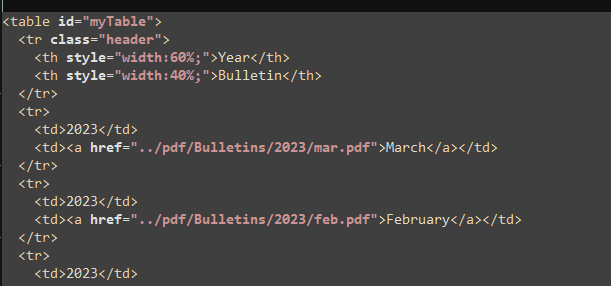 <table id="myTable">
  <tr class="header">
    <th style="width:60%;">Year</th>
    <th style="width:40%;">Bulletin</th>
  </tr>
  <tr>
    <td>2023</td>
    <td><a href="../pdf/Bulletins/2023/mar.pdf">March</a></td>
  </tr>
  <tr>
    <td>2023</td>
    <td><a href="../pdf/Bulletins/2023/feb.pdf">February</a></td>
  </tr>
  <tr>
    <td>2023</td>